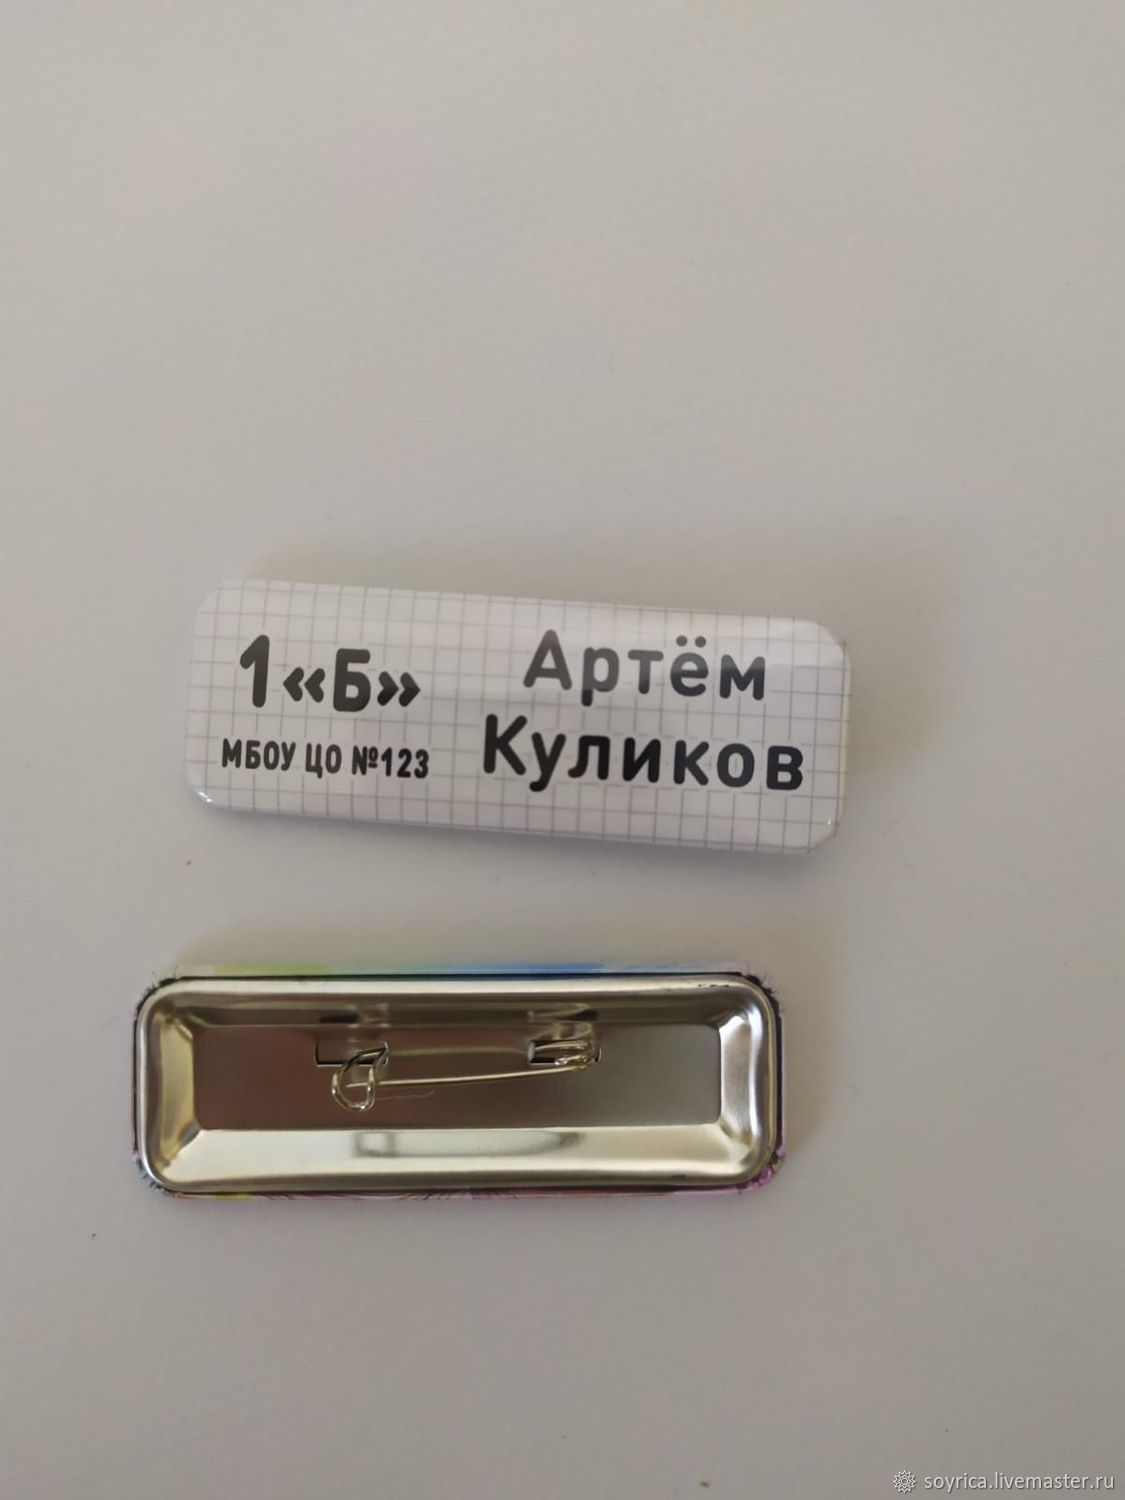 1«Б»
МБОУ ЦО №123
Артём
Куликов
soyrica.livemaster.ru